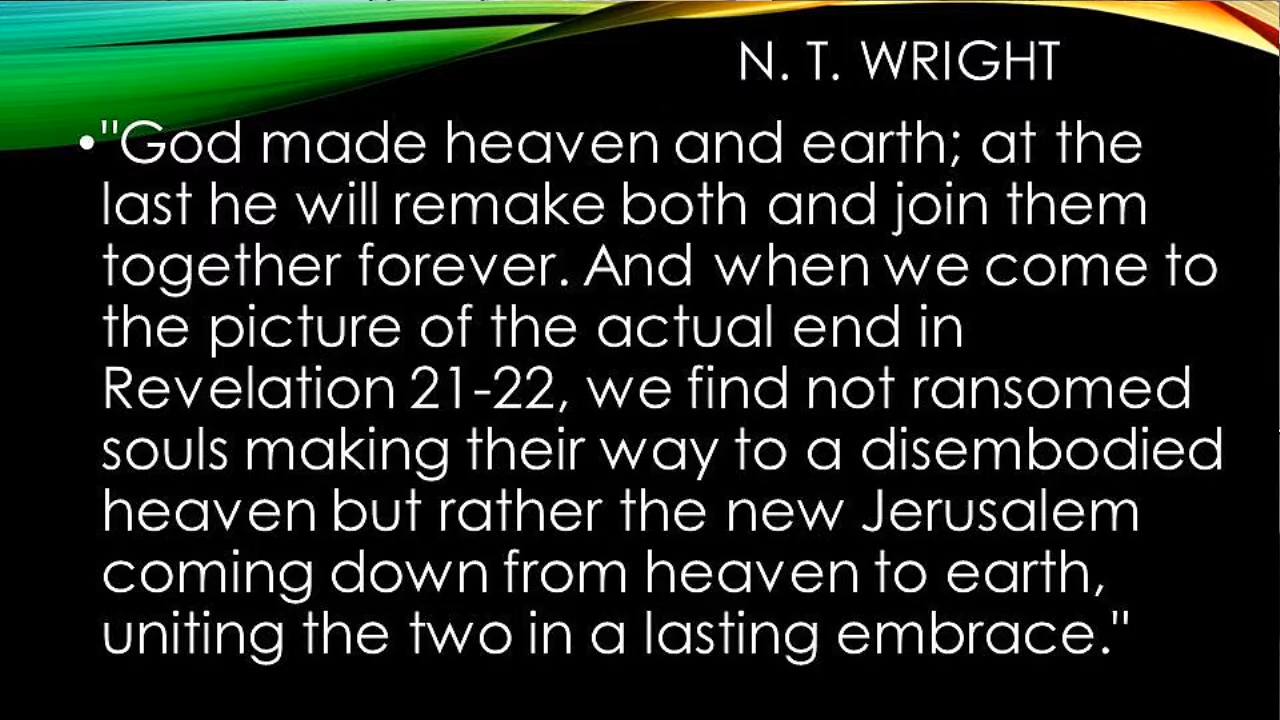 N. T. WRIGHT
•"God made heaven and earth; at the
last he will remake both and join them
together forever. And when we come to
the picture of the actual end in
Revelation 21-22, we find not ransomed
souls making their way to a disembodied
heaven but rather the new Jerusalem
coming down from heaven to earth,
uniting the two in a lasting embrace."